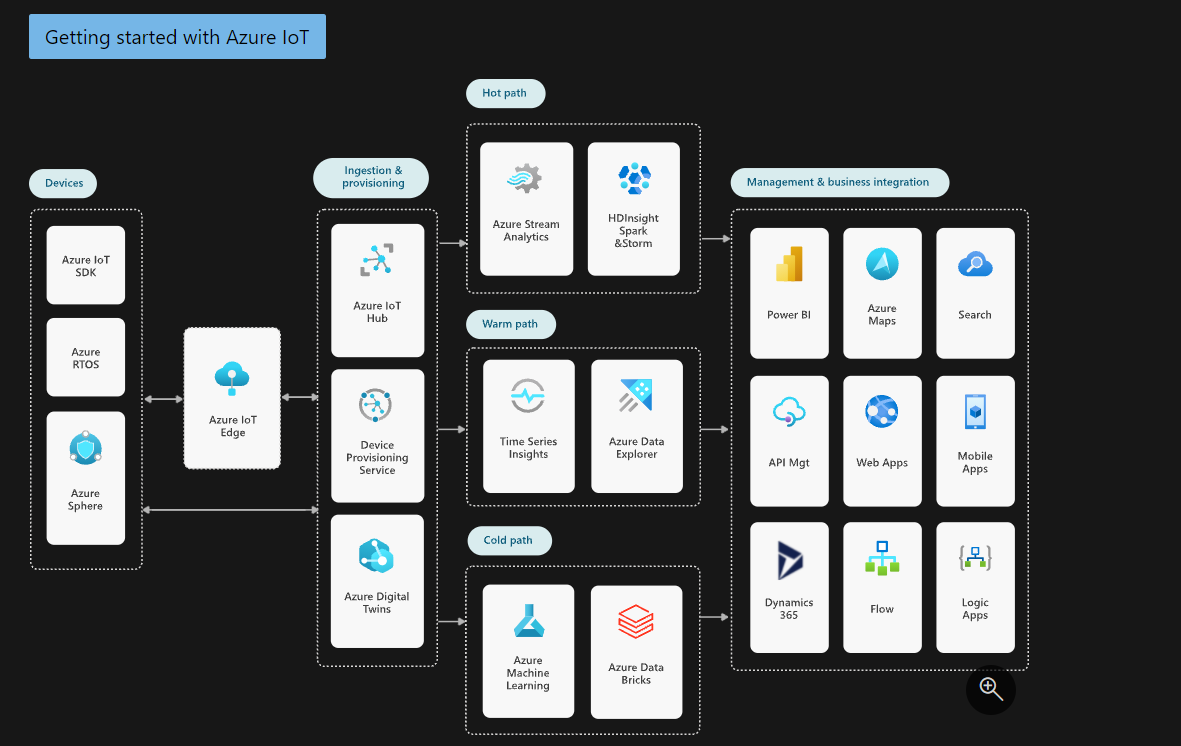 Getting started with Azure IoT
Devices
Azure IoT
SDK
Azure
RTOS
Azure
Sphere
Azure IoT
Edge
Ingestion &
provisioning
Azure IoT
Hub
Device
Provisioning
Service
Azure Digital
Twins
Hot path
Azure Stream
Analytics
HDInsight
Spark
&Storm
Warm path
Time Series
Insights
Azure Data
Explorer
Cold path
Azure
Machine
Learning
Azure Data
Bricks
Management & business integration
Power BI
Azure
Maps
Search
API Mgt
Web Apps
Mobile
Apps
Dynamics
365
Flow
Logic
Apps